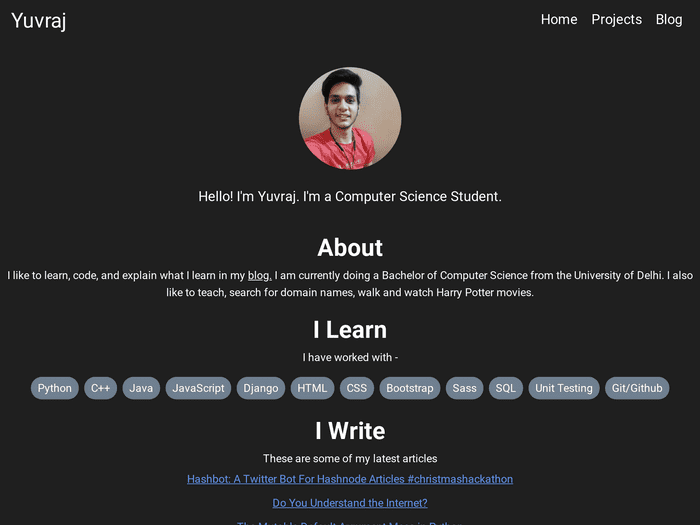 Yuvraj
Home Projects Blog
Hello! I'm Yuvraj. I'm a Computer Science Student.
About
I like to learn, code, and explain what I learn in my blog. I am currently doing a Bachelor of Computer Science from the University of Delhi. I also
like to teach, search for domain names, walk and watch Harry Potter movies.
I Learn
I have worked with -
Python C++ Java JavaScript Django HTML CSS Bootstrap Sass SQL Unit Testing Git/Github
I Write
These are some of my latest articles
Hashbot: A Twitter Bot For Hashnode Articles #christmashackathon
Do You Understand the Internet?